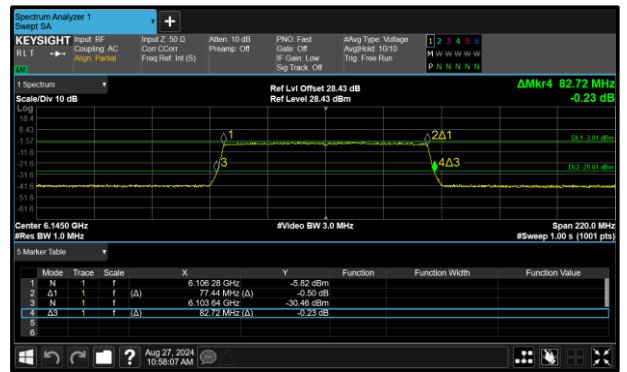 Spectrum Analyzer 1
Swept SA
+
KEYSIGHT Input: RF Input Z: 50 Ω Atten: 10 dB PNO: Fast #Avg Type: Voltage 1 2 3 4 5 6
RLT Coupling: AC Corr CCorr Preamp: Off Gate: Off Avg|Hold: 10/10 M W W W W W
Align: Partial Freq Ref: Int (S) IF Gain: Low Trig: Free Run P N N N N N
Sig Track: Off
1 Spectrum
ΔMkr4 82.72 MHz
Ref Lvl Offset 28.43 dB
Scale/Div 10 dB Ref Level 28.43 dBm -0.23 dB
Log
18.4
8.43
1 2Δ1
-1.57 DL1 -3.01 dBm
-11.6
-21.6 3 4Δ3
DL2 -29.01 dBm
-31.6
-41.6
-51.6
-61.6
Center 6.1450 GHz #Video BW 3.0 MHz Span 220.0 MHz
#Res BW 1.0 MHz #Sweep 1.00 s (1001 pts)
5 Marker Table
Mode Trace Scale X Y Function Function Width Function Value
1 N 1 f 6.106 28 GHz -5.82 dBm
2 Δ1 1 f (Δ) 77.44 MHz (Δ) -0.50 dB
3 N 1 f 6.103 64 GHz -30.46 dBm
4 Δ3 1 f (Δ) 82.72 MHz (Δ) -0.23 dB
5
6
? Aug 27, 2024
10:58:07 AM